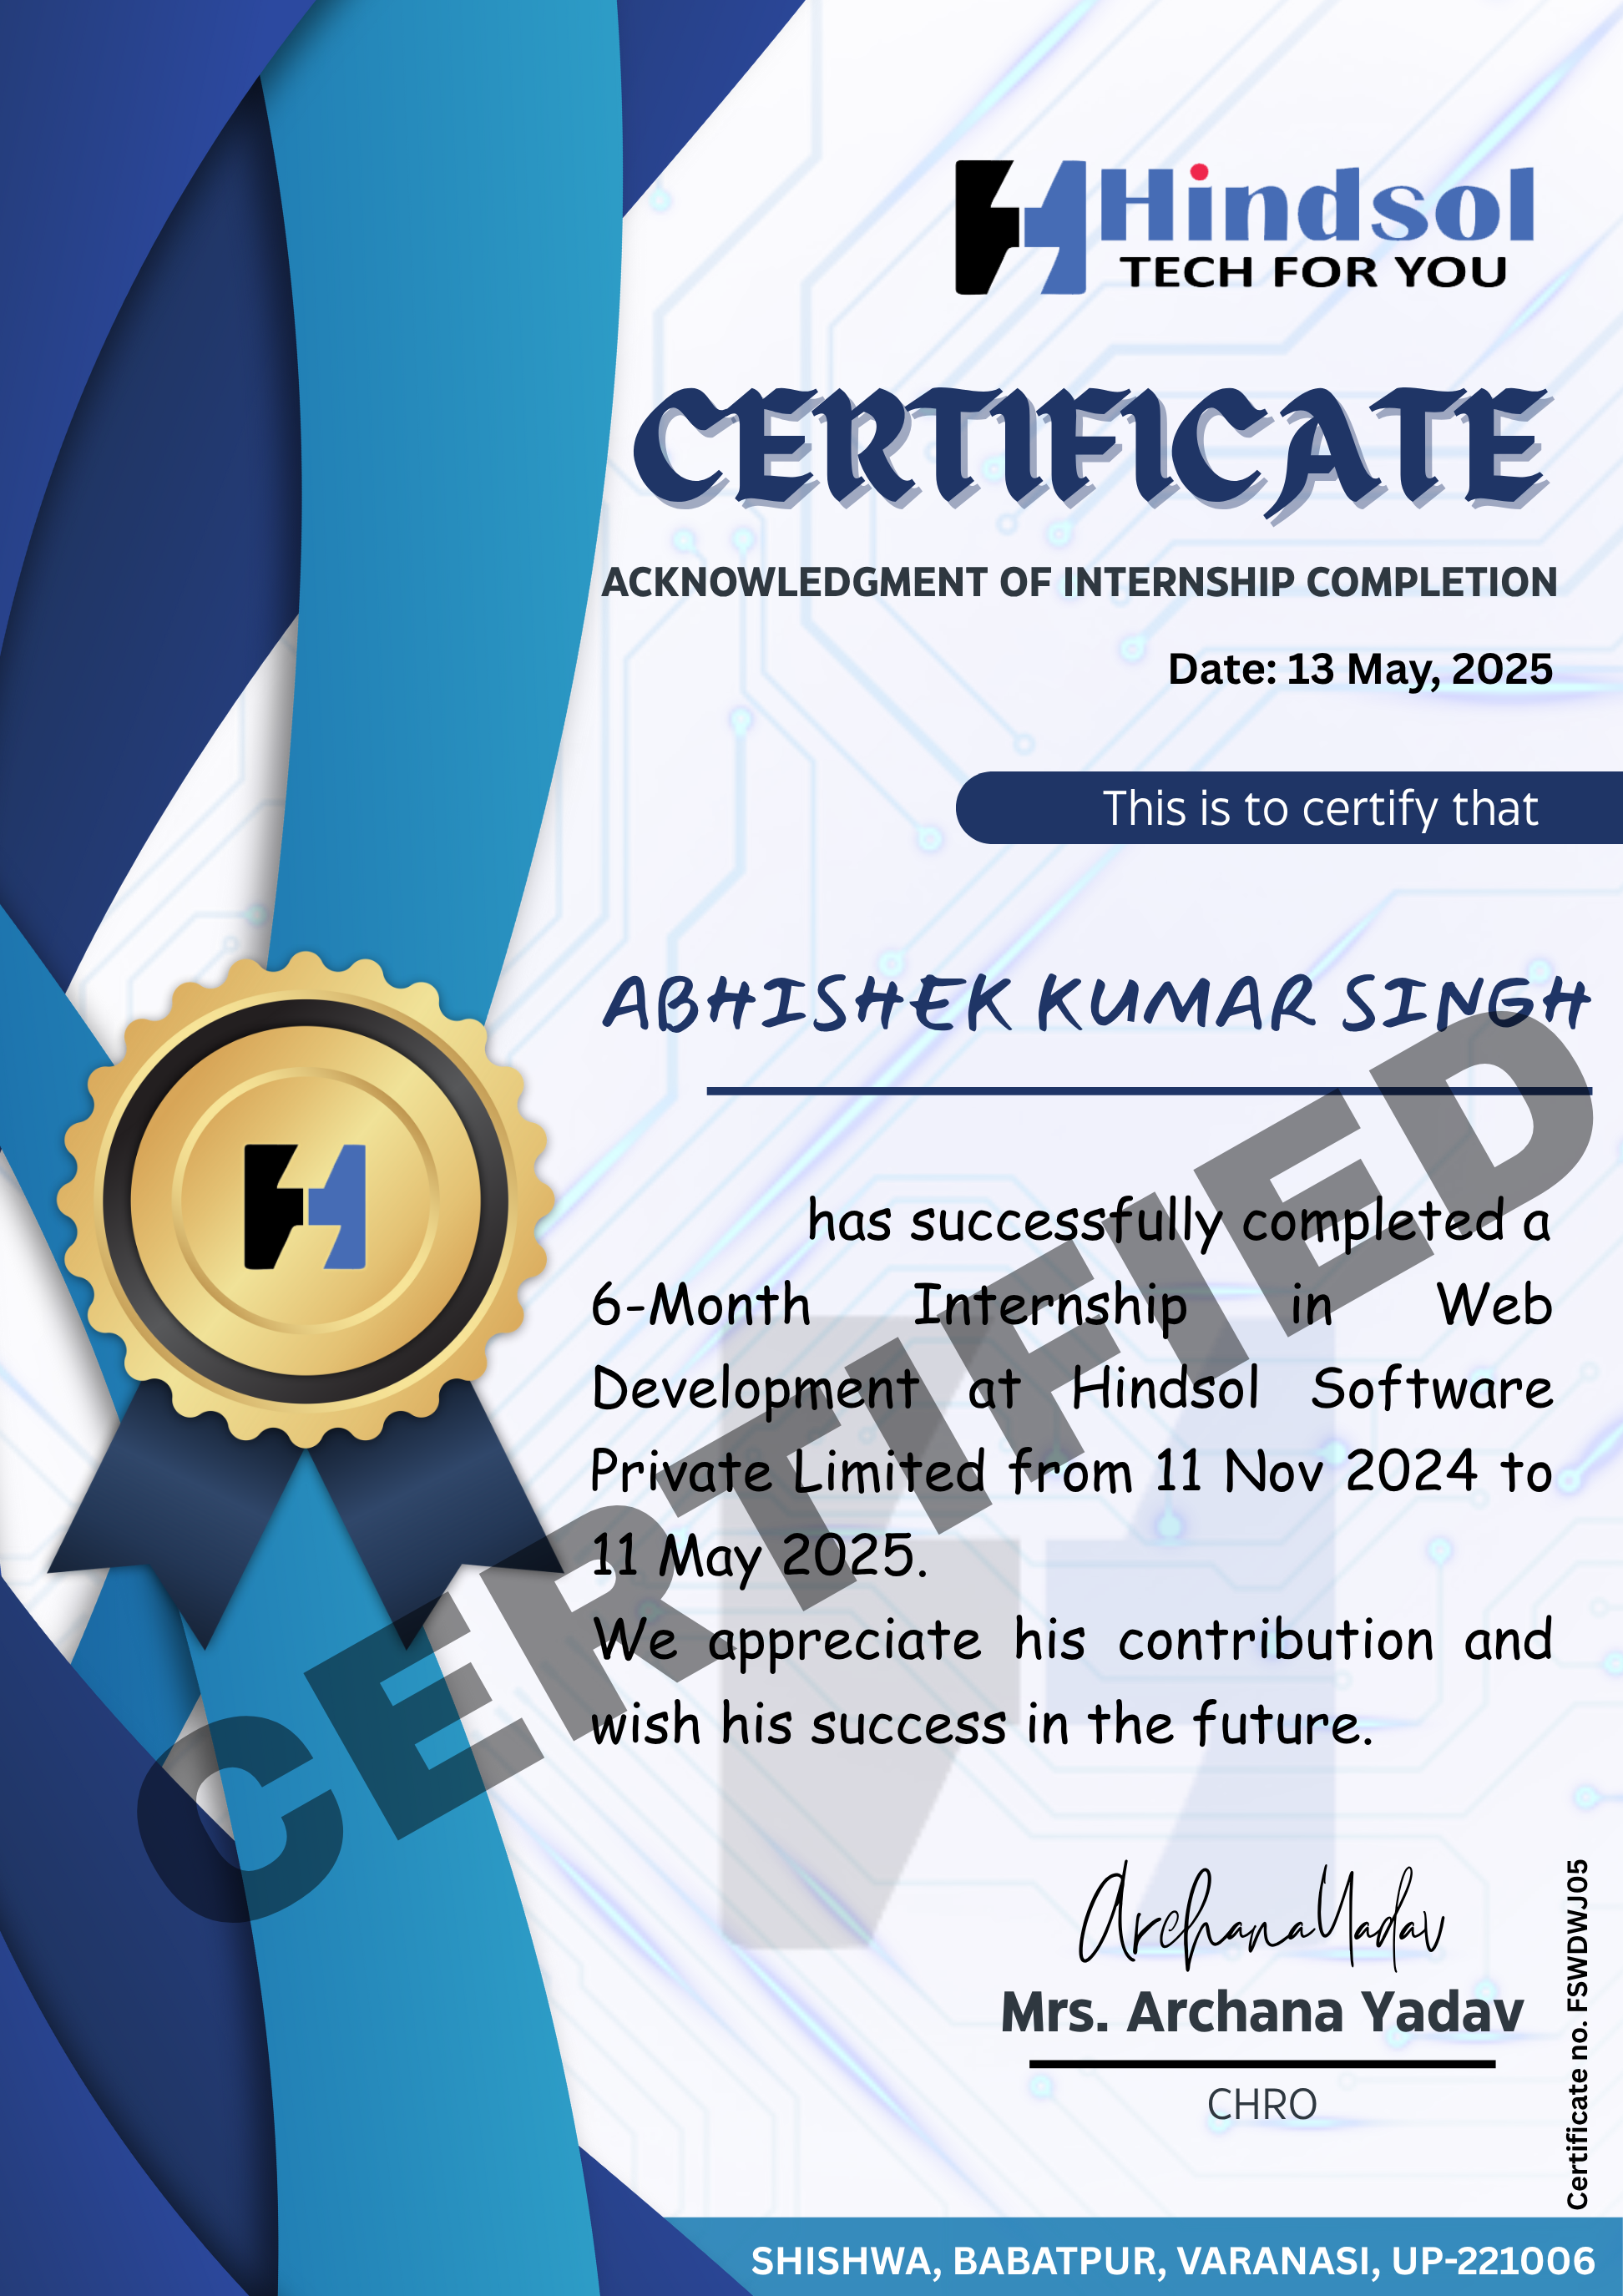 Hindsol
TECH FOR YOU
CERTIFICATE
ACKNOWLEDGMENT OF INTERNSHIP COMPLETION
Date: 13 May, 2025
This is to certify that
ABHISHEK KUMAR SINGH
has successfully completed a
6-Month Internship in Web
Development at Hindsol Software
Private Limited from 11 Nov 2024 to
11 May 2025.
We appreciate his contribution and
wish his success in the future.
CERTIFIED
Archana Yadav
Mrs. Archana Yadav
CHRO
Certificate no. FSWDWJ05
SHISHWA, BABATPUR, VARANASI, UP-221006